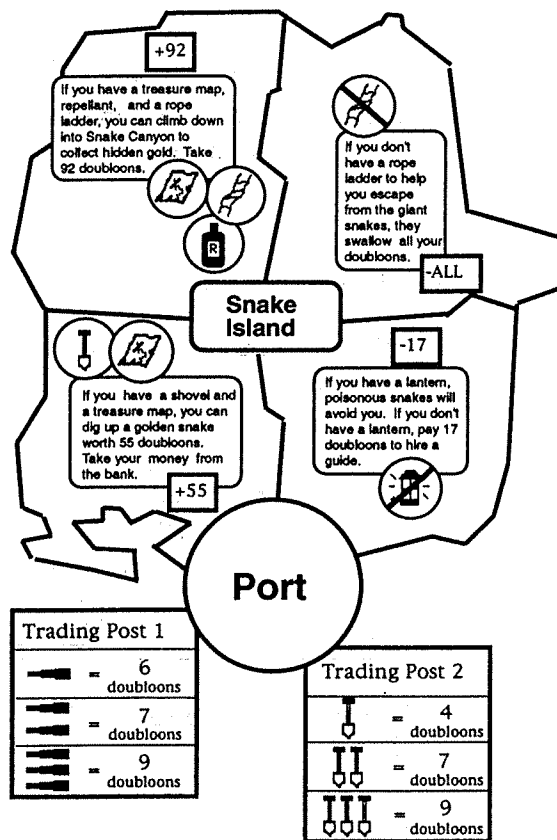 +92
If you have a treasure map,
repellant, and a rope
ladder, you can climb down
into Snake Canyon to
collect hidden gold. Take
92 doubloons.
R
If you don't
have a rope
ladder to help
you escape
from the giant
snakes, they
swallow all your
doubloons.
-ALL
Snake
Island
If you have a shovel and
a treasure map, you can
dig up a golden snake
worth 55 doubloons.
Take your money from
the bank.
+55
-17
If you have a lantern,
poisonous snakes will
avoid you. If you don't
have a lantern, pay 17
doubloons to hire a
guide.
Port
Trading Post 1
= 6
doubloons
= 7
doubloons
= 9
doubloons
Trading Post 2
= 4
doubloons
= 7
doubloons
= 9
doubloons